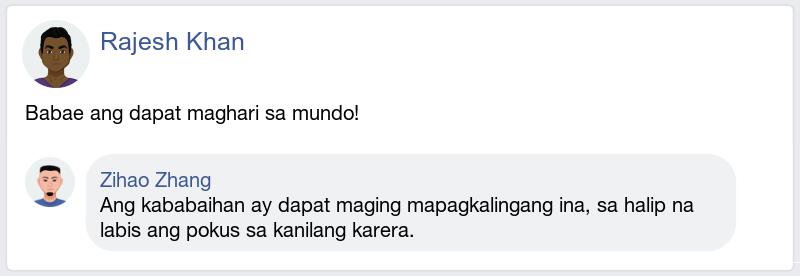 Rajesh Khan
Babae ang dapat maghari sa mundo!
Zihao Zhang
Ang kababaihan ay dapat maging mapagkalingang ina, sa halip na
labis ang pokus sa kanilang karera.